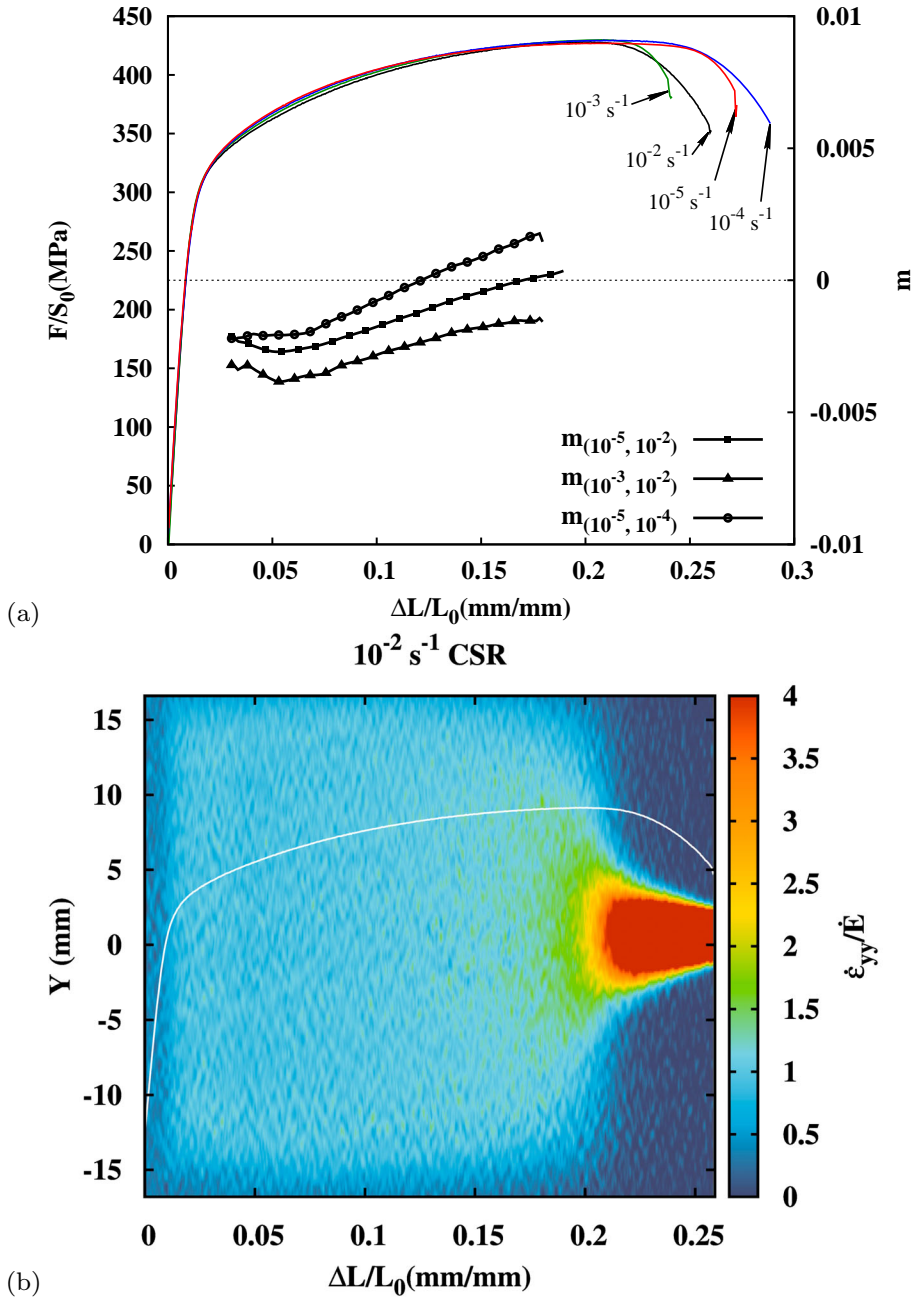 450
400
350
300
250
200
150
100
50
0
F/S0(MPa)
0.01
0.005
0
-0.005
-0.01
m
10-3 s-1
10-2 s-1
10-5 s-1
10-4 s-1
m(10-5, 10-2)
m(10-3, 10-2)
m(10-5, 10-4)
0 0.05 0.1 0.15 0.2 0.25 0.3
ΔL/L0(mm/mm)
(a)
10-2 s-1 CSR
15
10
5
0
-5
-10
-15
Y (mm)
4
3.5
3
2.5
2
1.5
1
0.5
0
ε̇yy/Ė
0 0.05 0.1 0.15 0.2 0.25
ΔL/L0(mm/mm)
(b)